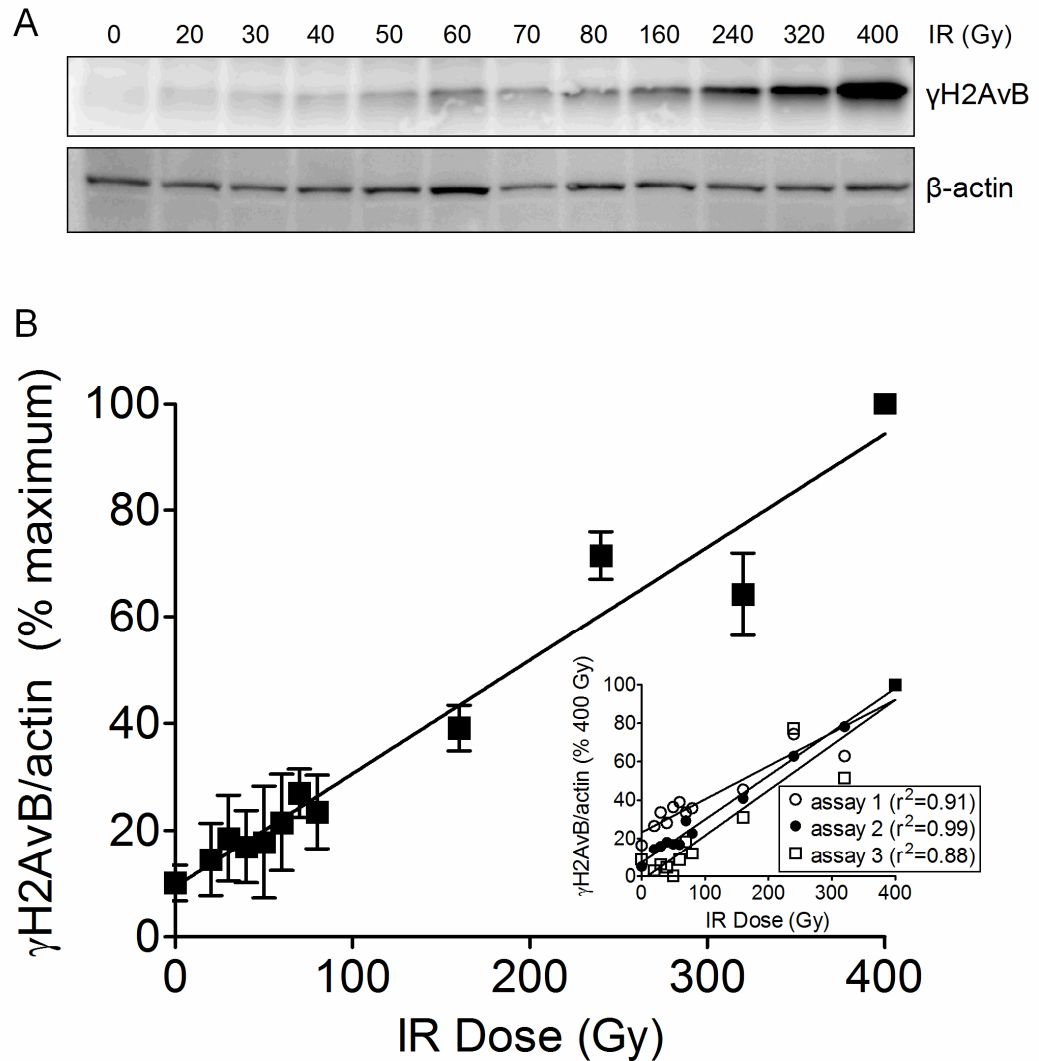 A
0 20 30 40 50 60 70 80 160 240 320 400 IR (Gy)
γH2AvB
β-actin
B
γH2AvB/actin (% maximum)
100
80
60
40
20
0
0 100 200 300 400
IR Dose (Gy)
γH2AvB/actin (% 400 Gy)
100
80
60
40
20
0
assay 1 (r²=0.91)
assay 2 (r²=0.99)
assay 3 (r²=0.88)
0 100 200 300 400
IR Dose (Gy)